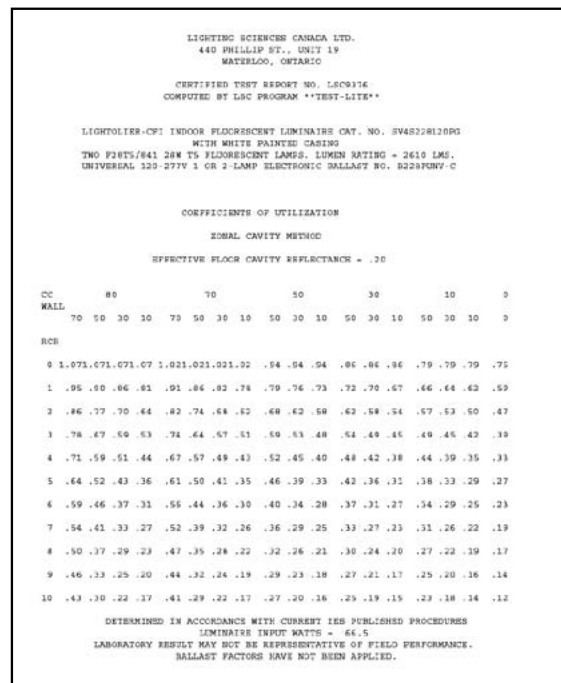 LIGHTING SCIENCES CANADA LTD.
440 PHILLIP ST., UNIT 19
WATERLOO, ONTARIO
CERTIFIED TEST REPORT NO. LSC9376
COMPUTED BY LSC PROGRAM **TEST-LITE**
LIGHTOLIER-CFI INDOOR FLUORESCENT LUMINAIRE CAT. NO. SV4S228120PG
WITH WHITE PAINTED CASING
TWO F28T5/841 28W T5 FLUORESCENT LAMPS. LUMEN RATING = 2610 LMS.
UNIVERSAL 120-277V 1 OR 2-LAMP ELECTRONIC BALLAST NO. B228PUNV-C
COEFFICIENTS OF UTILIZATION
ZONAL CAVITY METHOD
EFFECTIVE FLOOR CAVITY REFLECTANCE = .20
CC 80 70 50 30 10 0
WALL
70 50 30 10 70 50 30 10 50 30 10 50 30 10 50 30 10 0
RCR
0 1.071.071.071.07 1.021.021.021.02 .94 .94 .94 .86 .86 .86 .79 .79 .79 .75
1 .95 .90 .86 .81 .91 .86 .82 .78 .79 .76 .73 .72 .70 .67 .66 .64 .62 .59
2 .86 .77 .70 .64 .82 .74 .68 .62 .68 .62 .58 .62 .58 .54 .57 .53 .50 .47
3 .78 .67 .59 .53 .74 .64 .57 .51 .59 .53 .48 .54 .49 .45 .49 .45 .42 .39
4 .71 .59 .51 .44 .67 .57 .49 .43 .52 .45 .40 .48 .42 .38 .44 .39 .35 .33
5 .64 .52 .43 .36 .61 .50 .41 .35 .46 .39 .33 .42 .36 .31 .38 .33 .29 .27
6 .59 .46 .37 .31 .56 .44 .36 .30 .40 .34 .28 .37 .31 .27 .34 .29 .25 .23
7 .54 .41 .33 .27 .52 .39 .32 .26 .36 .29 .25 .33 .27 .23 .31 .26 .22 .19
8 .50 .37 .29 .23 .47 .35 .28 .22 .32 .26 .21 .30 .24 .20 .27 .22 .19 .17
9 .46 .33 .25 .20 .44 .32 .24 .19 .29 .23 .18 .27 .21 .17 .25 .20 .16 .14
10 .43 .30 .22 .17 .41 .29 .22 .17 .27 .20 .16 .25 .19 .15 .23 .18 .14 .12
DETERMINED IN ACCORDANCE WITH CURRENT IES PUBLISHED PROCEDURES
LUMINAIRE INPUT WATTS = 66.5
LABORATORY RESULT MAY NOT BE REPRESENTATIVE OF FIELD PERFORMANCE.
BALLAST FACTORS HAVE NOT BEEN APPLIED.